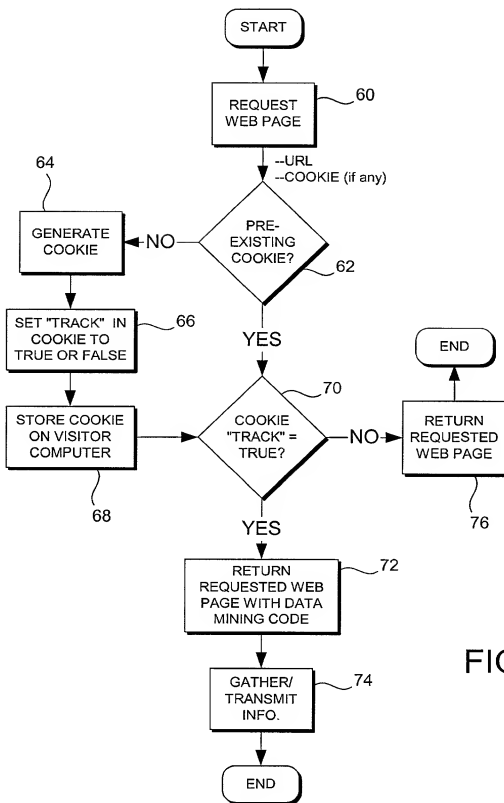 START
REQUEST
WEB PAGE
60
--URL
--COOKIE (if any)
64
GENERATE
COOKIE
NO
PRE-
EXISTING
COOKIE?
62
SET "TRACK" IN
COOKIE TO
TRUE OR FALSE
66
YES
END
STORE COOKIE
ON VISITOR
COMPUTER
68
70
COOKIE
"TRACK" =
TRUE?
NO
RETURN
REQUESTED
WEB PAGE
76
YES
RETURN
REQUESTED WEB
PAGE WITH DATA
MINING CODE
72
GATHER/
TRANSMIT
INFO.
74
FIG
END